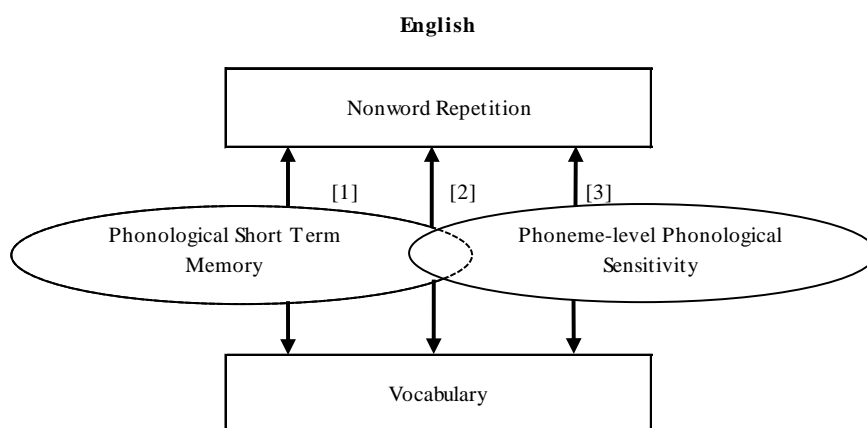 English
Nonword Repetition
[1] [2] [3]
Phonological Short Term
Memory
Phoneme-level Phonological
Sensitivity
Vocabulary